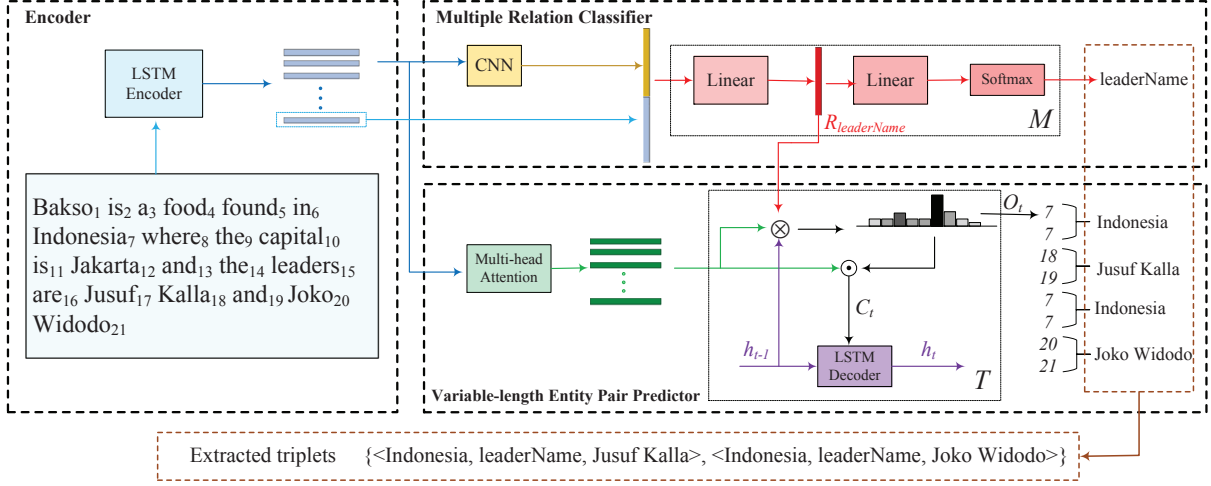 Encoder
LSTM
Encoder
Bakso₁ is₂ a₃ food₄ found₅ in₆
Indonesia₇ where₈ the₉ capital₁₀
is₁₁ Jakarta₁₂ and₁₃ the₁₄ leaders₁₅
are₁₆ Jusuf₁₇ Kalla₁₈ and₁₉ Joko₂₀
Widodo₂₁
Multiple Relation Classifier
CNN
Linear
Linear
Softmax
leaderName
R_{leaderName}
M
Multi-head
Attention
O_t
C_t
h_{t-1}
LSTM
Decoder
h_t
T
7
7
Indonesia
18
19
Jusuf Kalla
7
7
Indonesia
20
21
Joko Widodo
Variable-length Entity Pair Predictor
Extracted triplets {<Indonesia, leaderName, Jusuf Kalla>, <Indonesia, leaderName, Joko Widodo>}